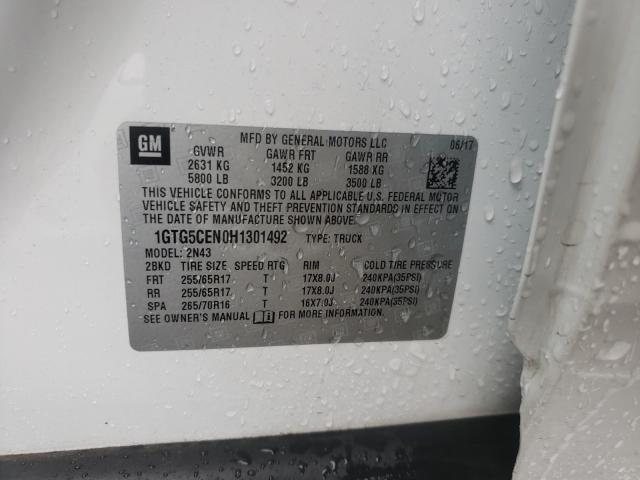 GM
MFD BY GENERAL MOTORS LLC 06/17
GVWR GAWR FRT GAWR RR
2631 KG 1452 KG 1588 KG
5800 LB 3200 LB 3500 LB
THIS VEHICLE CONFORMS TO ALL APPLICABLE U.S. FEDERAL MOTOR
VEHICLE SAFETY AND THEFT PREVENTION STANDARDS IN EFFECT ON
THE DATE OF MANUFACTURE SHOWN ABOVE.
1GTG5CEN0H1301492 TYPE: TRUCK
MODEL: 2N43
2BKD TIRE SIZE SPEED RTG RIM COLD TIRE PRESSURE
FRT 255/65R17 T 17X8.0J 240KPA(35PSI)
RR 255/65R17 T 17X8.0J 240KPA(35PSI)
SPA 265/70R16 T 16X7.0J 240KPA(35PSI)
SEE OWNER'S MANUAL FOR MORE INFORMATION.